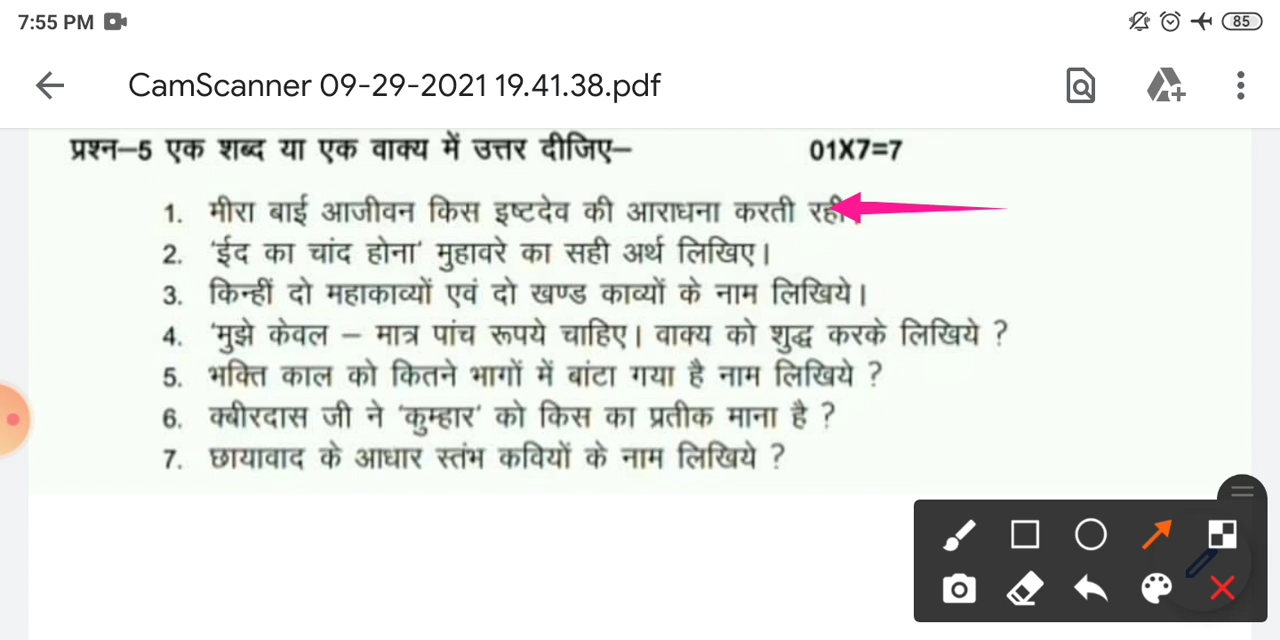 7:55 PM 85
CamScanner 09-29-2021 19.41.38.pdf
प्रश्न–5 एक शब्द या एक वाक्य में उत्तर दीजिए– 01X7=7
1. मीरा बाई आजीवन किस इष्टदेव की आराधना करती रही
2. 'ईद का चांद होना' मुहावरे का सही अर्थ लिखिए।
3. किन्हीं दो महाकाव्यों एवं दो खण्ड काव्यों के नाम लिखिये।
4. 'मुझे केवल – मात्र पांच रूपये चाहिए। वाक्य को शुद्ध करके लिखिये ?
5. भक्ति काल को कितने भागों में बांटा गया है नाम लिखिये ?
6. क्बीरदास जी ने 'कुम्हार' को किस का प्रतीक माना है ?
7. छायावाद के आधार स्तंभ कवियों के नाम लिखिये ?